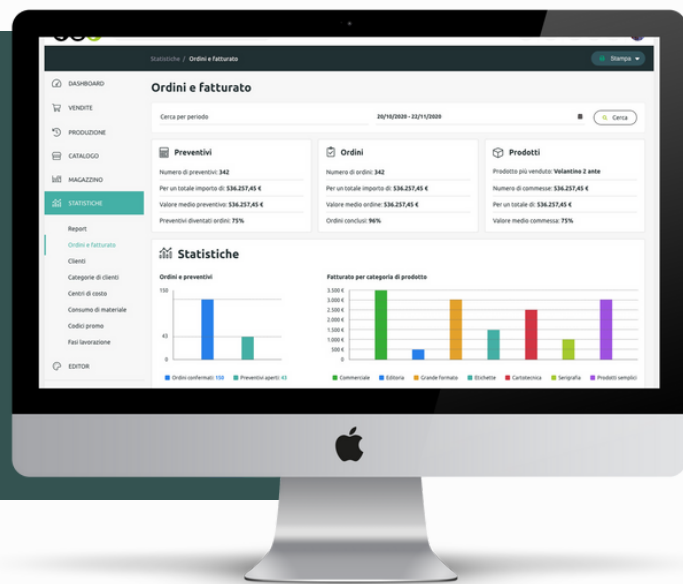 Statistiche / Ordini e fatturato
Stampa
DASHBOARD
VENDITE
PRODUZIONE
CATALOGO
MAGAZZINO
STATISTICHE
Report
Ordini e fatturato
Clienti
Categorie di clienti
Centri di costo
Consumo di materiale
Codici promo
Fasi lavorazione
EDITOR
Ordini e fatturato
Cerca per periodo
20/10/2020 - 22/11/2020
Cerca
Preventivi
Numero di preventivi: 342
Per un totale importo di: 536.257,45 €
Valore medio preventivo: 536.257,45 €
Preventivi diventati ordini: 75%
Ordini
Numero di ordini: 342
Per un totale importo di: 536.257,45 €
Valore medio ordine: 536.257,45 €
Ordini conclusi: 96%
Prodotti
Prodotto più venduto: Volantino 2 ante
Numero di commesse: 536.257,45 €
Per un totale di: 536.257,45 €
Valore medio commessa: 75%
Statistiche
Ordini e preventivi
150
43
0
Ordini confermati: 150 Preventivi aperti: 43
Fatturato per categoria di prodotto
3.500 €
3.000 €
2.500 €
2.000 €
1.500 €
1.000 €
500 €
0
Commerciale Editoria Grande formato Etichette Cartotecnica Serigrafia Prodotti semplici